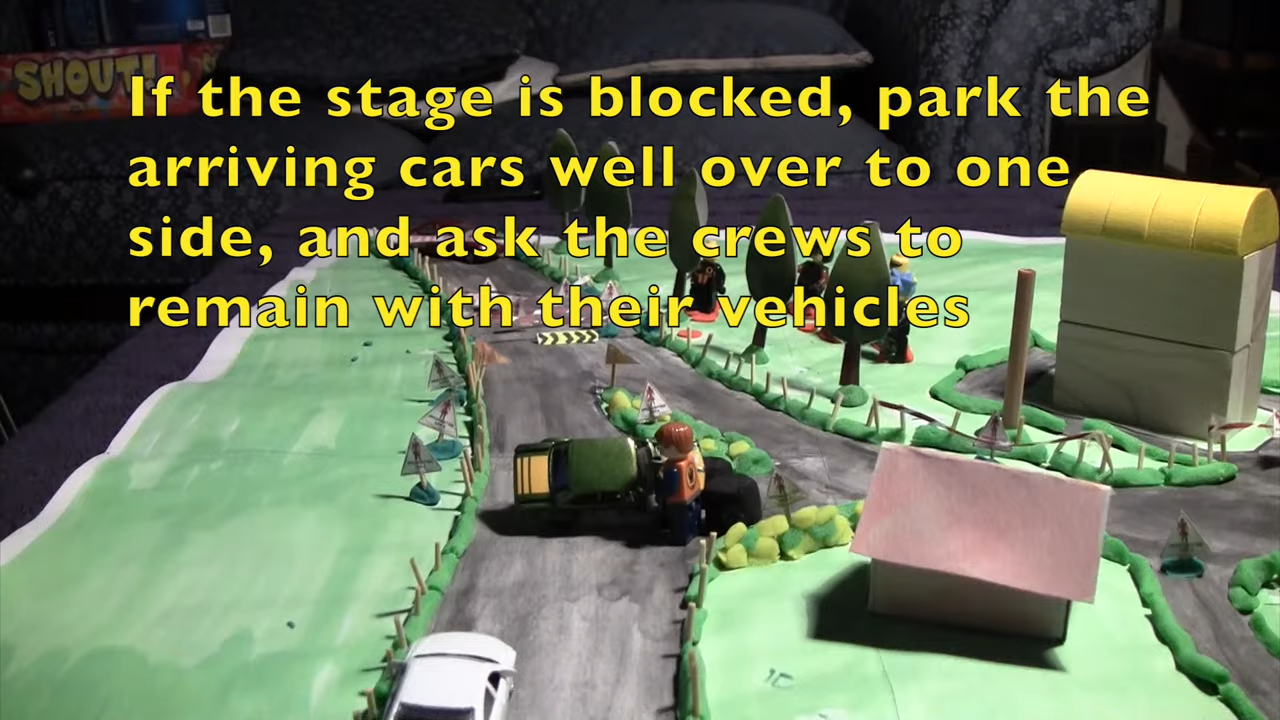 SHOUT!
If the stage is blocked, park the
arriving cars well over to one
side, and ask the crews to
remain with their vehicles